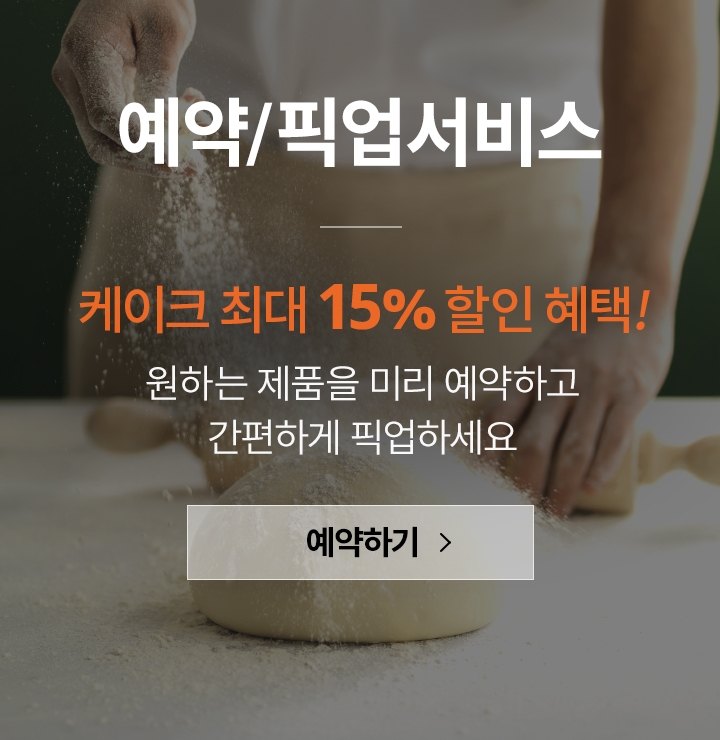 예약/픽업서비스
케이크 최대 15% 할인 혜택!
원하는 제품을 미리 예약하고
간편하게 픽업하세요
예약하기 >